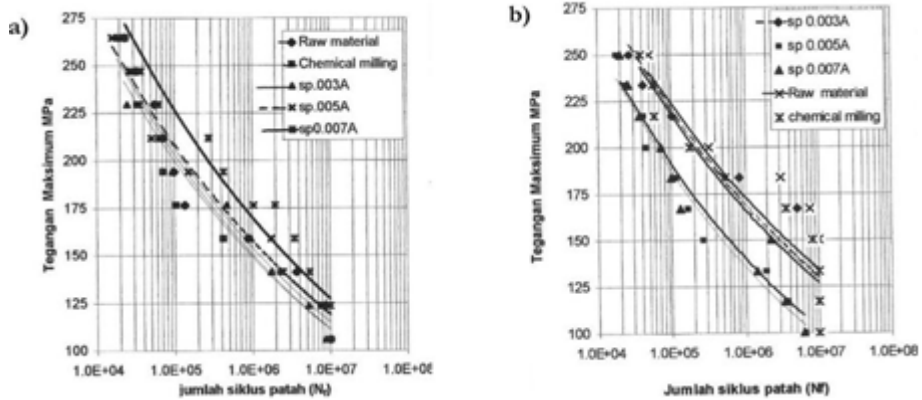 a)
Tegangan Maksimum MPa
275
250
225
200
175
150
125
100
1.0E+04
1.0E+05
1.0E+06
1.0E+07
1.0E+08
jumlah siklus patah (Nf)
Raw material
Chemical milling
sp.003A
sp.005A
sp0.007A
b)
Tegangan Maksimum MPa
275
250
225
200
175
150
125
100
1.0E+04
1.0E+05
1.0E+06
1.0E+07
1.0E+08
Jumlah siklus patah (Nf)
sp 0.003A
sp 0.005A
sp 0.007A
Raw material
chemical milling